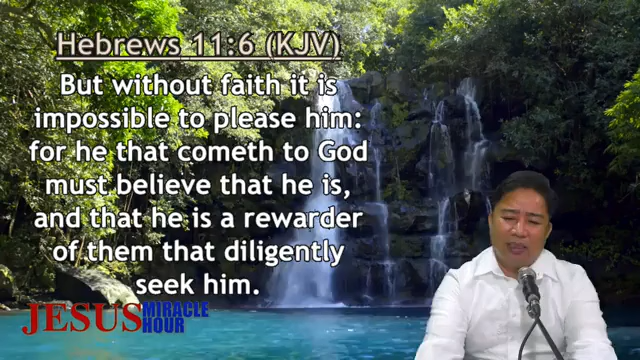 Hebrews 11:6 (KJV)
But without faith it is
impossible to please him:
for he that cometh to God
must believe that he is,
and that he is a rewarder
of them that diligently
seek him.
JESUS MIRACLE
HOUR